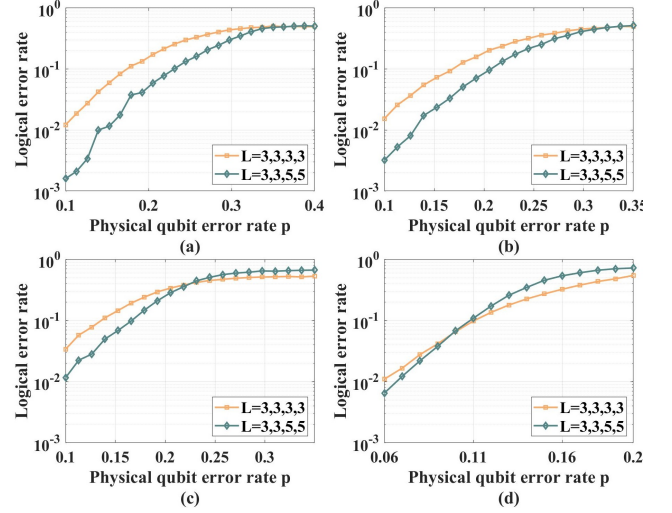 10^0
10^-1
10^-2
10^-3
Logical error rate
L=3,3,3,3
L=3,3,5,5
0.1 0.2 0.3 0.4
Physical qubit error rate p
(a)
10^0
10^-1
10^-2
10^-3
Logical error rate
L=3,3,3,3
L=3,3,5,5
0.1 0.15 0.2 0.25 0.3 0.35
Physical qubit error rate p
(b)
10^0
10^-1
10^-2
10^-3
Logical error rate
L=3,3,3,3
L=3,3,5,5
0.1 0.15 0.2 0.25 0.3
Physical qubit error rate p
(c)
10^0
10^-1
10^-2
10^-3
Logical error rate
L=3,3,3,3
L=3,3,5,5
0.06 0.11 0.16 0.2
Physical qubit error rate p
(d)